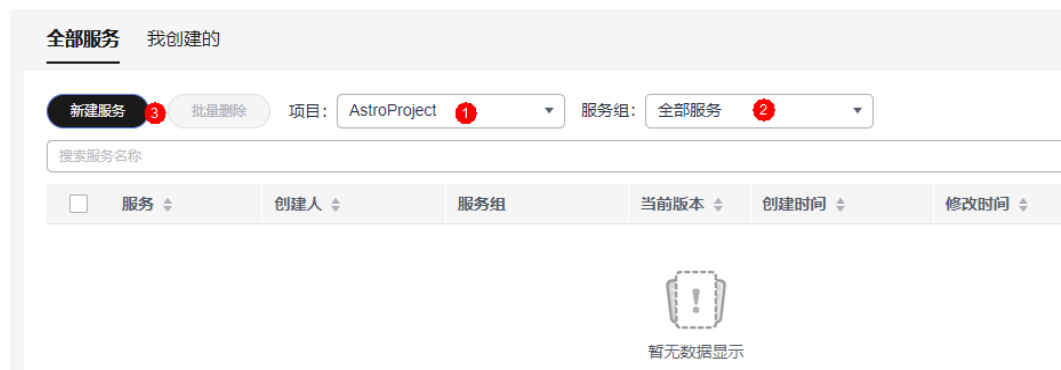 全部服务 我创建的
新建服务 3 批量删除 项目： AstroProject 1 服务组： 全部服务 2
搜索服务名称
服务 创建人 服务组 当前版本 创建时间 修改时间
!
暂无数据显示